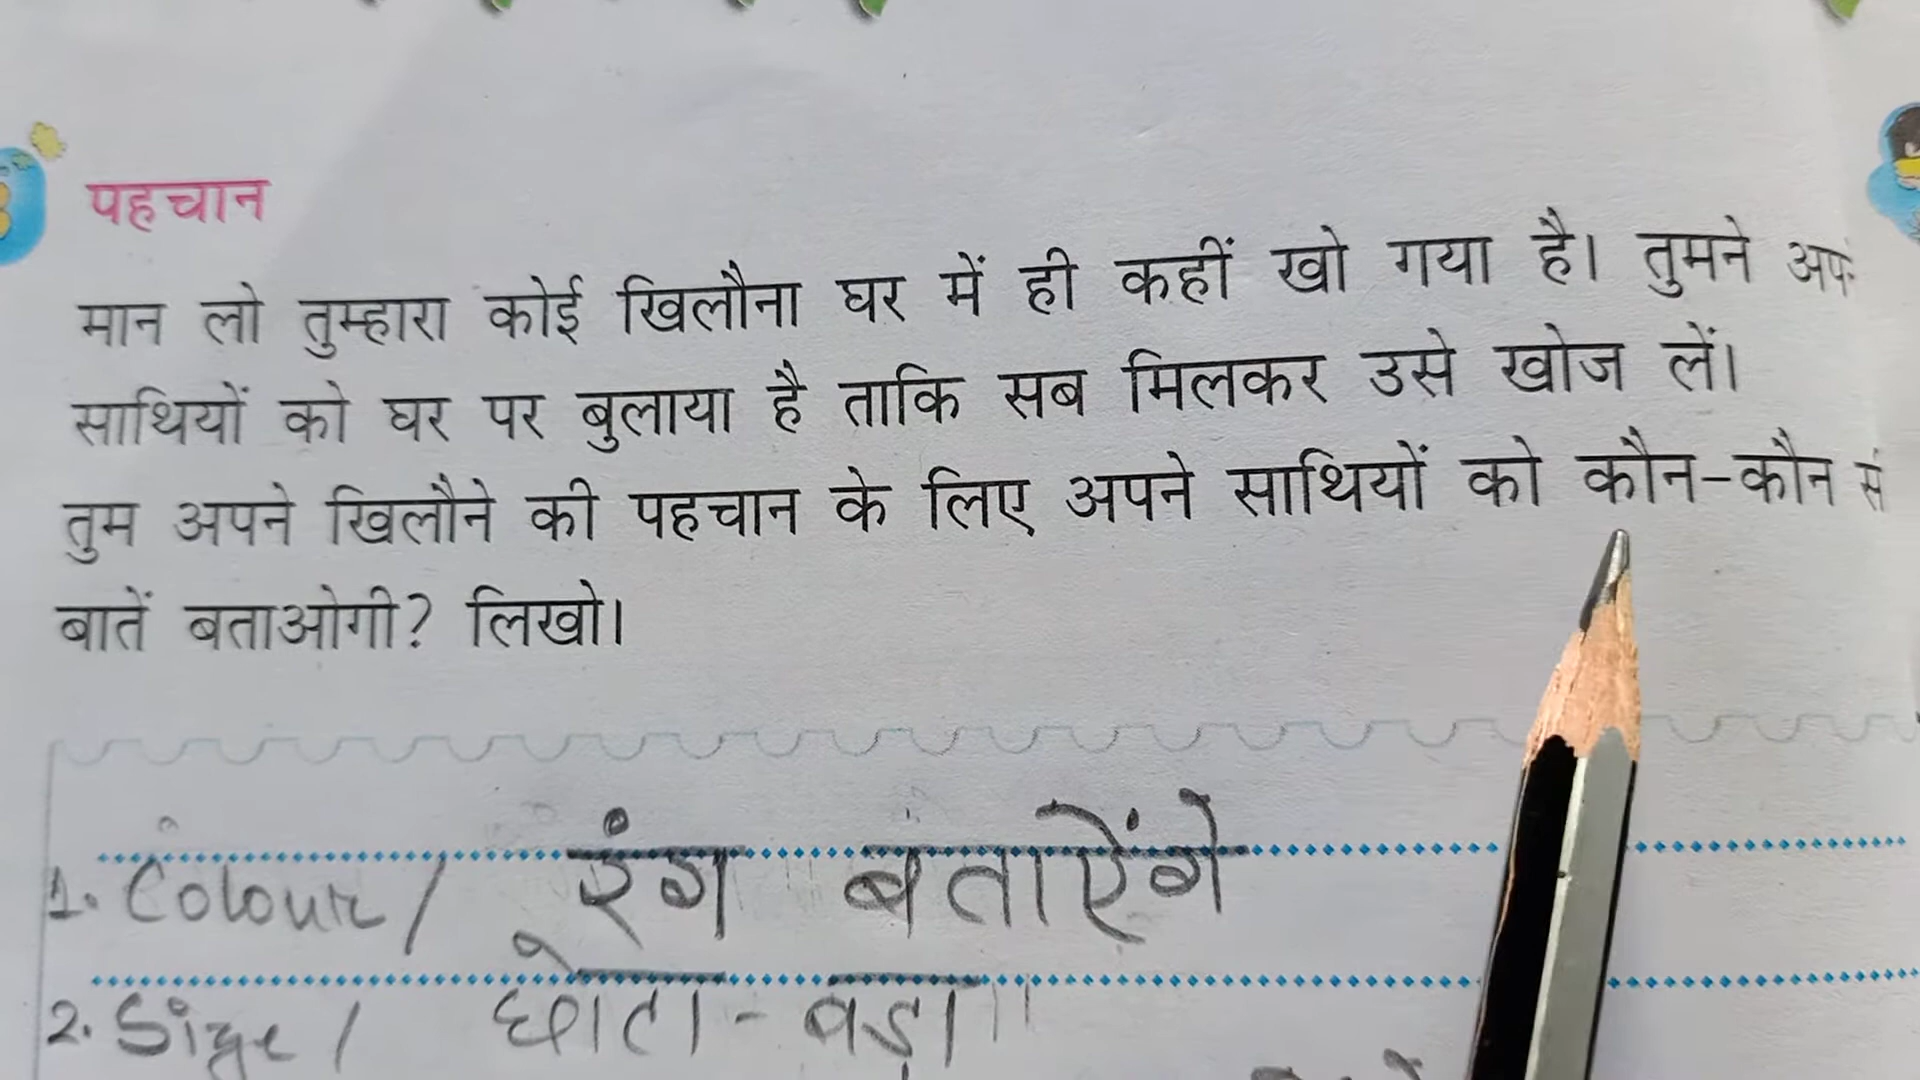 पहचान
मान लो तुम्हारा कोई खिलौना घर में ही कहीं खो गया है। तुमने
साथियों को घर पर बुलाया है ताकि सब मिलकर उसे खोज लें।
तुम अपने खिलौने की पहचान के लिए अपने साथियों को कौन-कौन
बातें बताओगी? लिखो।
1. Colour / रंग बंताऐंगे
2. Size / छोटा - बड़ा